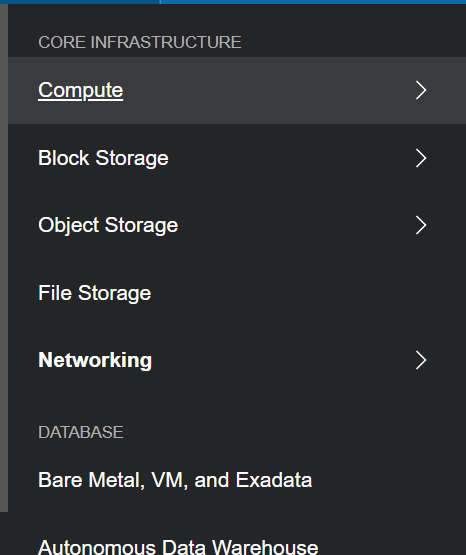 CORE INFRASTRUCTURE
Compute
Block Storage
Object Storage
File Storage
Networking
DATABASE
Bare Metal, VM, and Exadata
Autonomous Data Warehouse